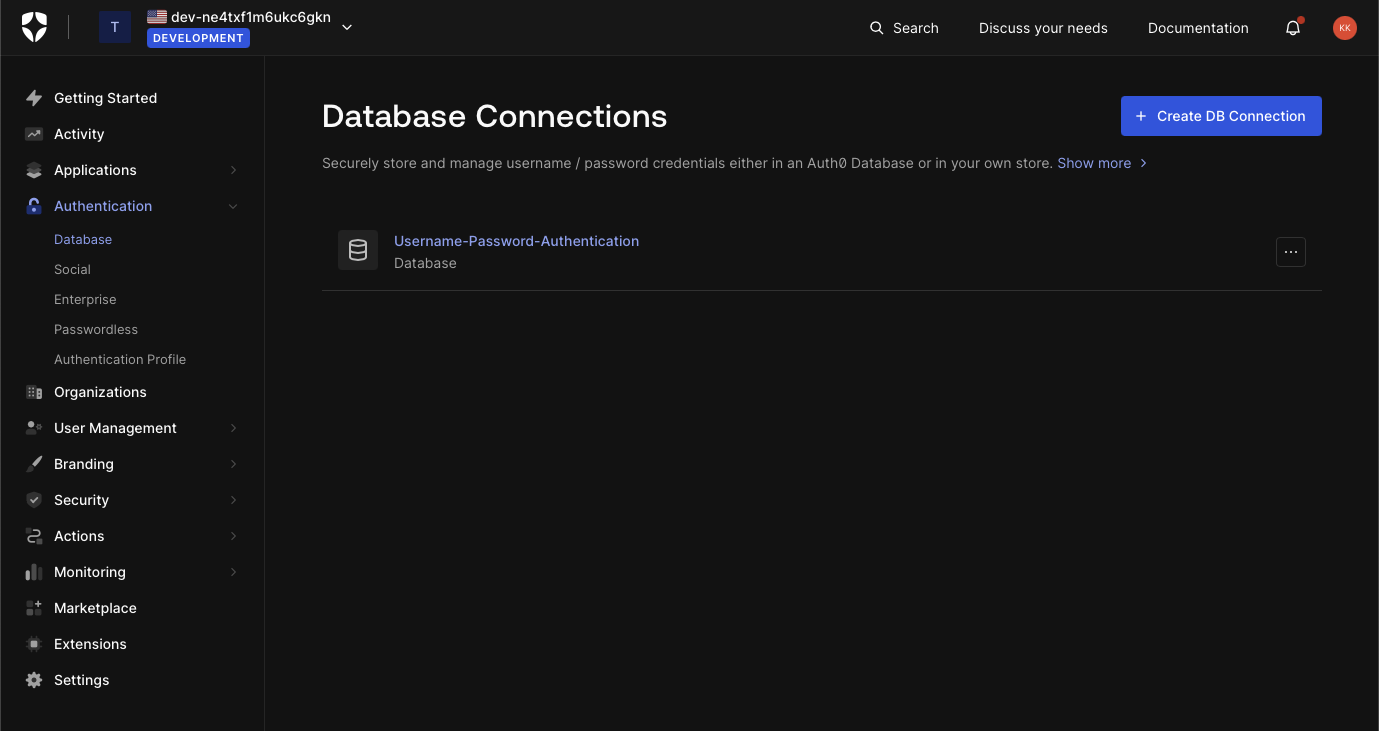 T
dev-ne4txf1m6ukc6gkn
DEVELOPMENT
Search
Discuss your needs
Documentation
KK
Getting Started
Activity
Applications
Authentication
Database
Social
Enterprise
Passwordless
Authentication Profile
Organizations
User Management
Branding
Security
Actions
Monitoring
Marketplace
Extensions
Settings
Database Connections
+ Create DB Connection
Securely store and manage username / password credentials either in an Auth0 Database or in your own store. Show more
Username-Password-Authentication
Database